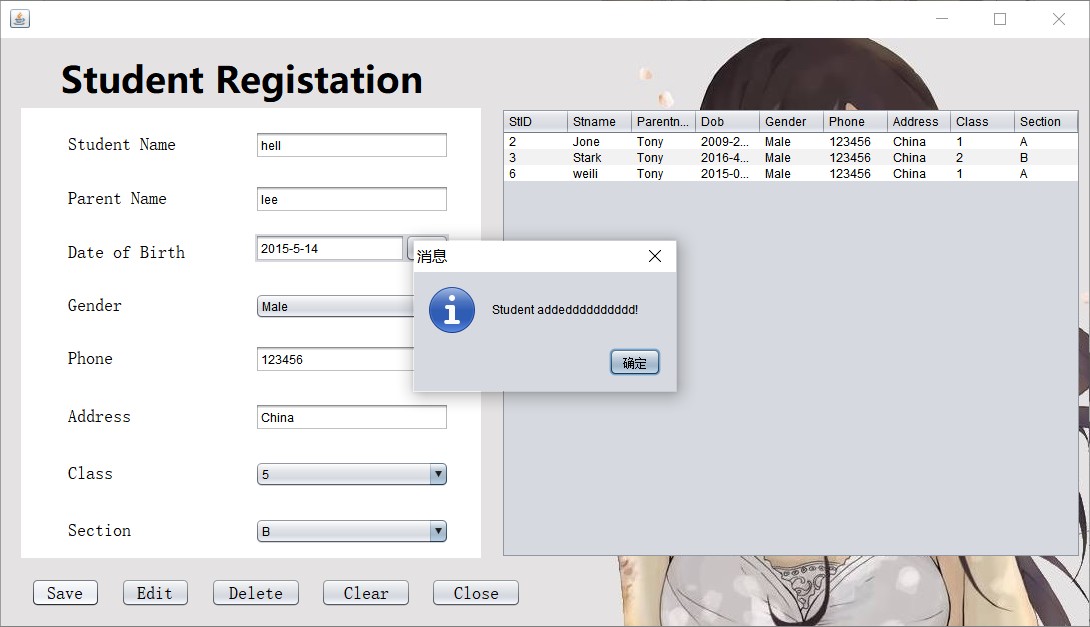 Student Registation
Student Name hell
Parent Name lee
Date of Birth 2015-5-14
Gender Male
Phone 123456
Address China
Class 5
Section B
Save Edit Delete Clear Close
StID Stname Parentn... Dob Gender Phone Address Class Section
2 Jone Tony 2009-2... Male 123456 China 1 A
3 Stark Tony 2016-4... Male 123456 China 2 B
6 weili Tony 2015-0... Male 123456 China 1 A
消息
Student addedddddddddd!
确定